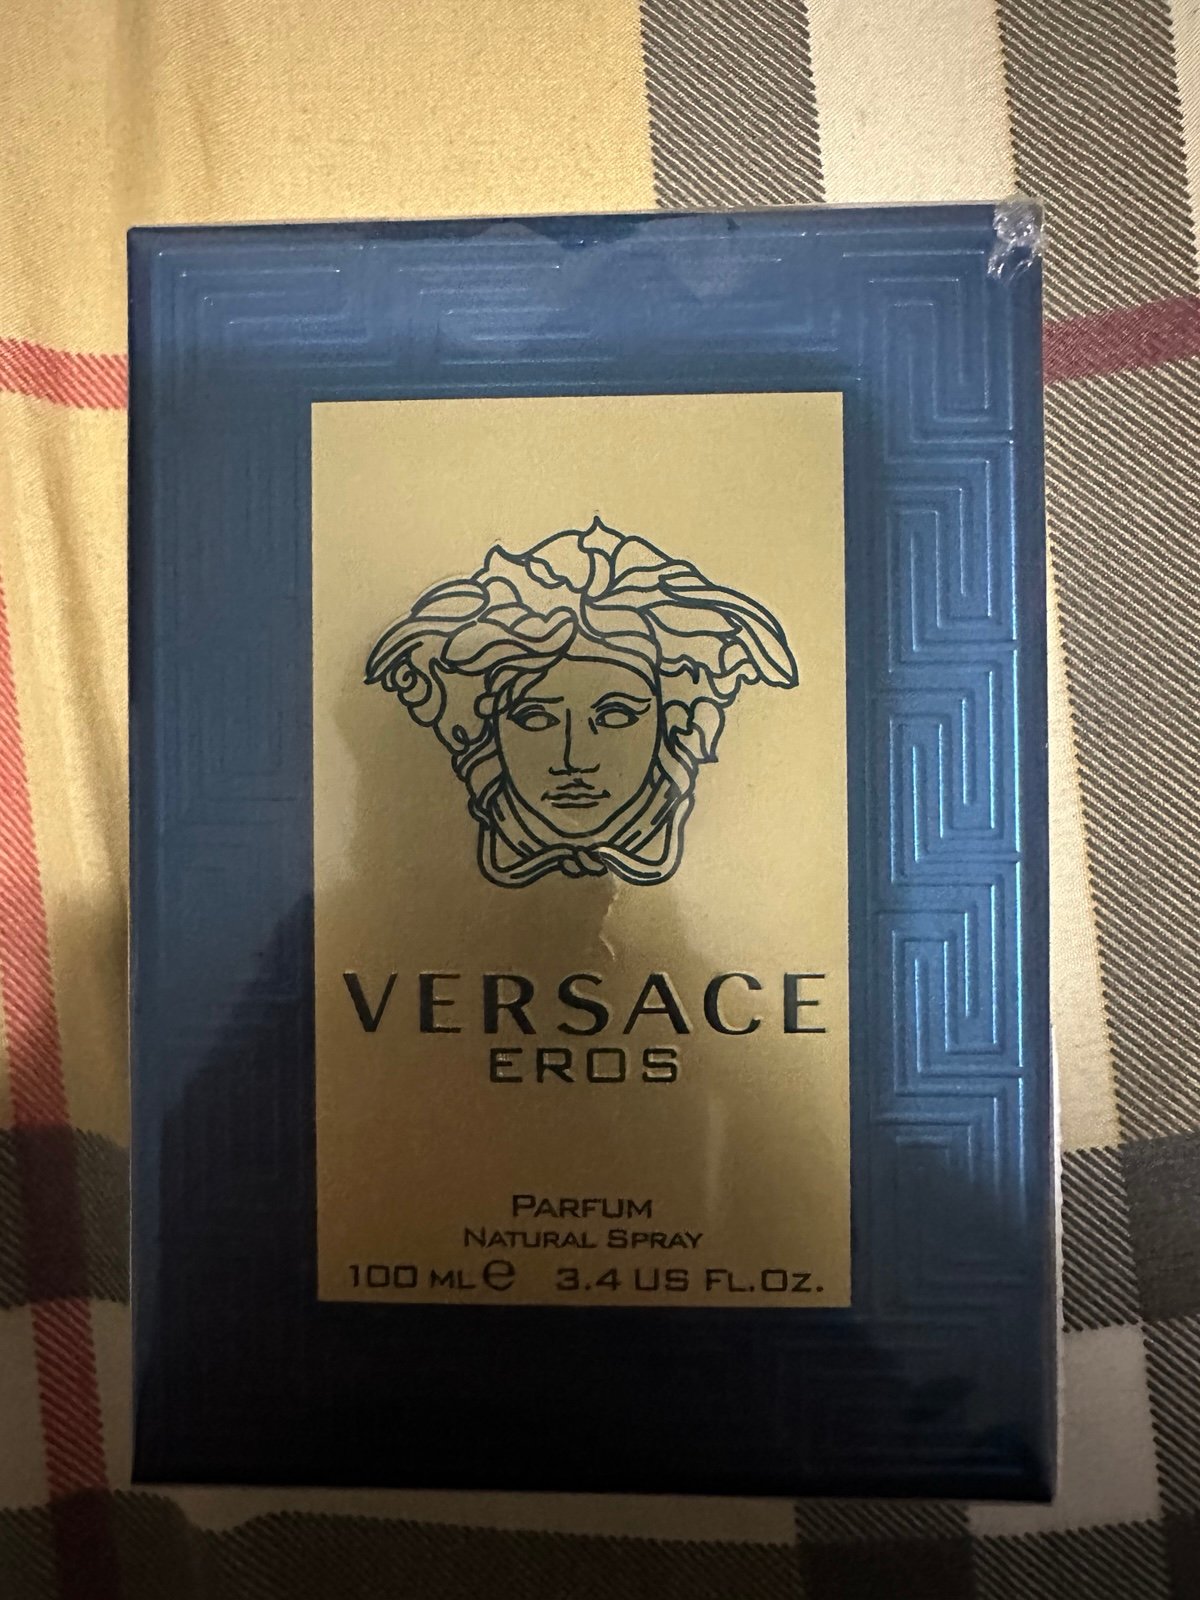 VERSACE
EROS
PARFUM
NATURAL SPRAY
100 ML ℮ 3.4 US FL.OZ.